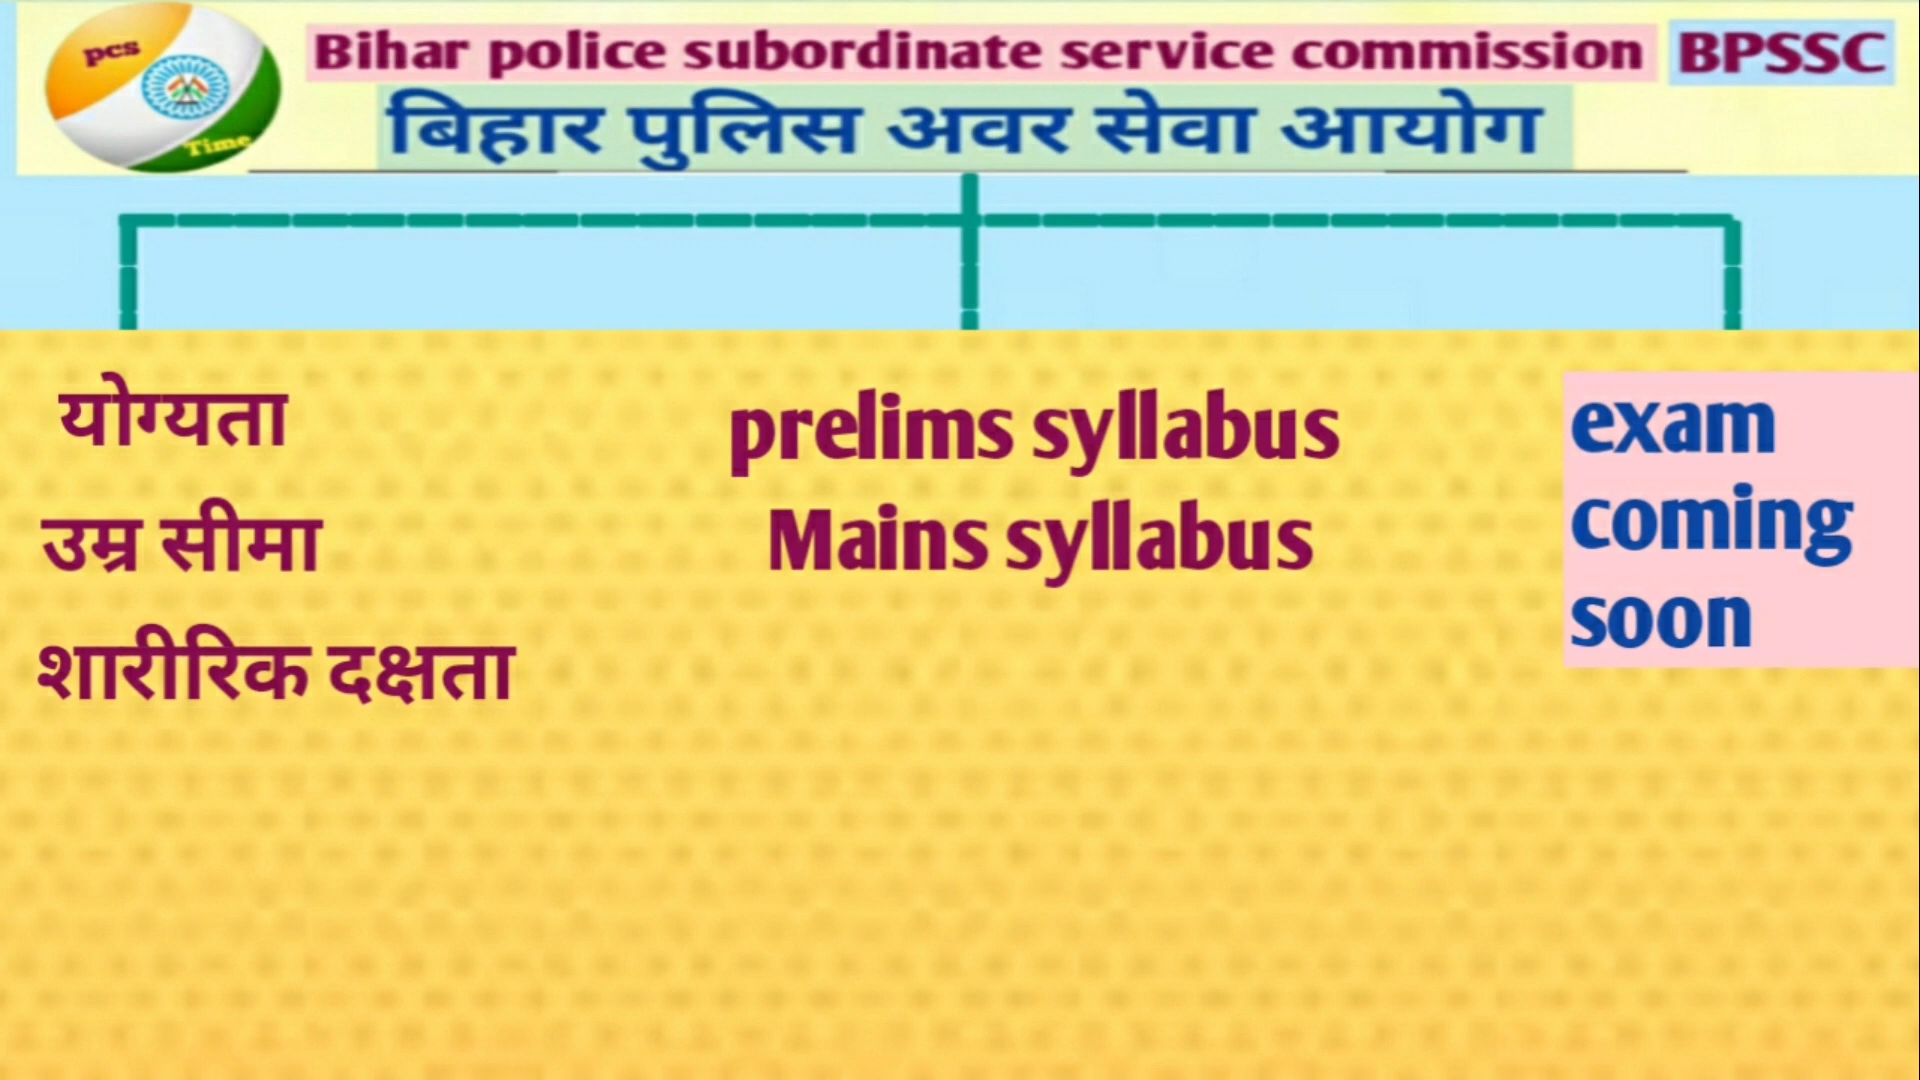 pcs
Time
Bihar police subordinate service commission BPSSC
बिहार पुलिस अवर सेवा आयोग
योग्यता
उम्र सीमा
शारीरिक दक्षता
prelims syllabus
Mains syllabus
exam
coming
soon